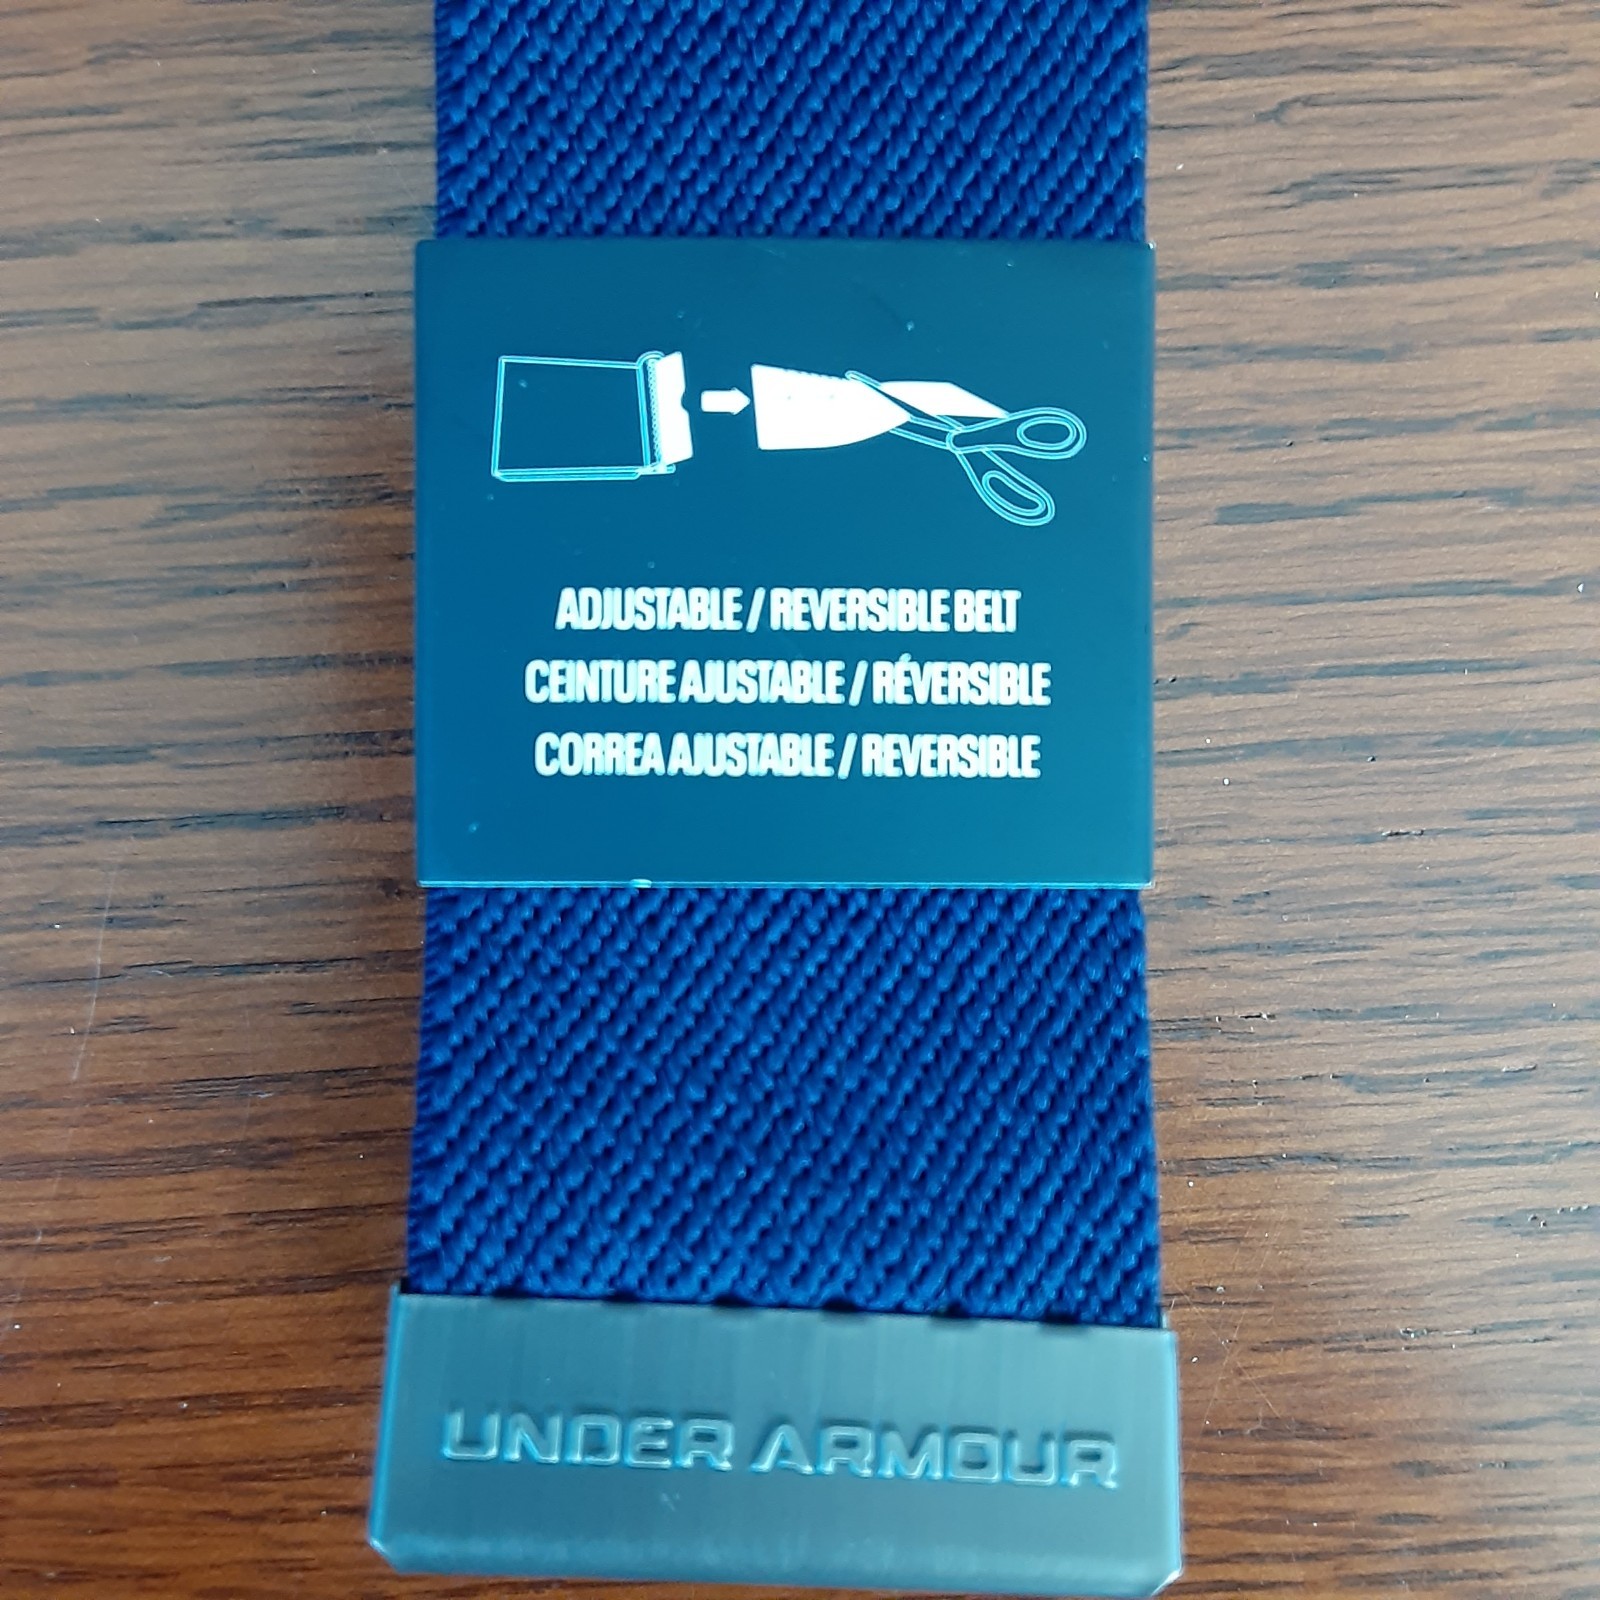 ADJUSTABLE / REVERSIBLE BELT
CEINTURE AJUSTABLE / RÉVERSIBLE
CORREA AJUSTABLE / REVERSIBLE
UNDER ARMOUR